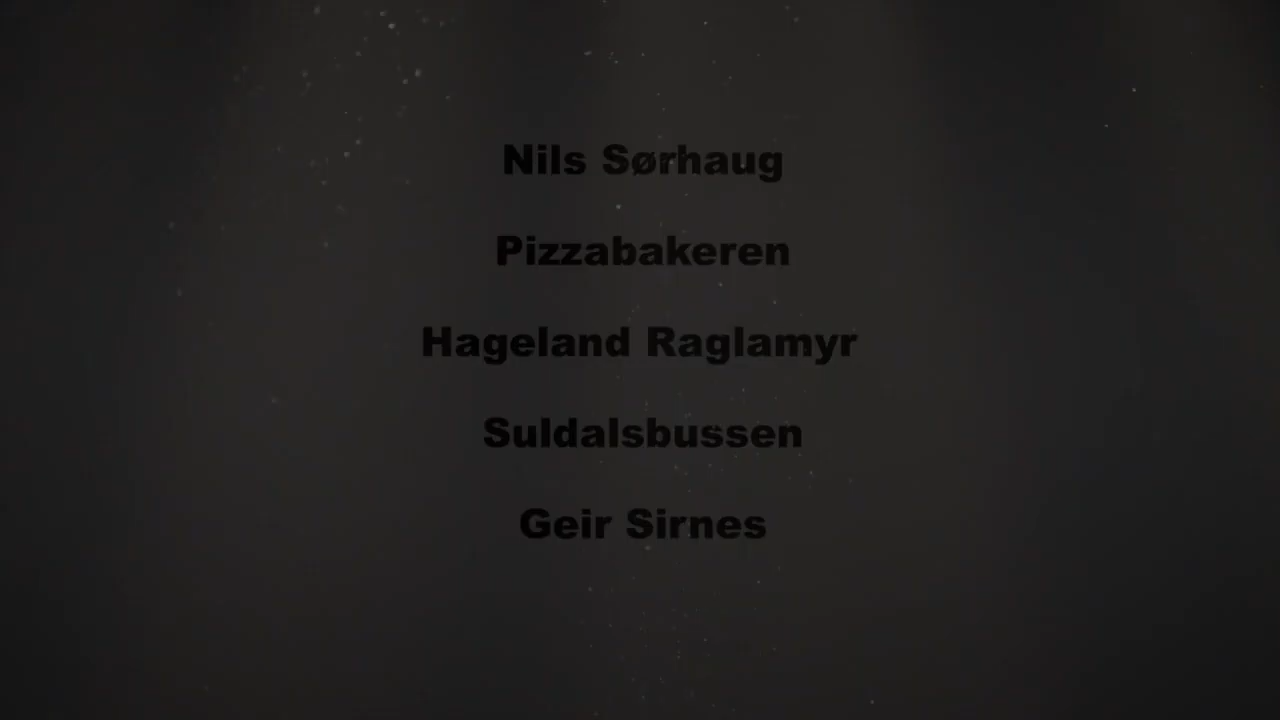 Nils Sørhaug
Pizzabakeren
Hageland Raglamyr
Suldalsbussen
Geir Sirnes